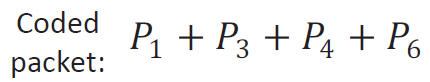 Coded
packet: P₁ + P₃ + P₄ + P₆